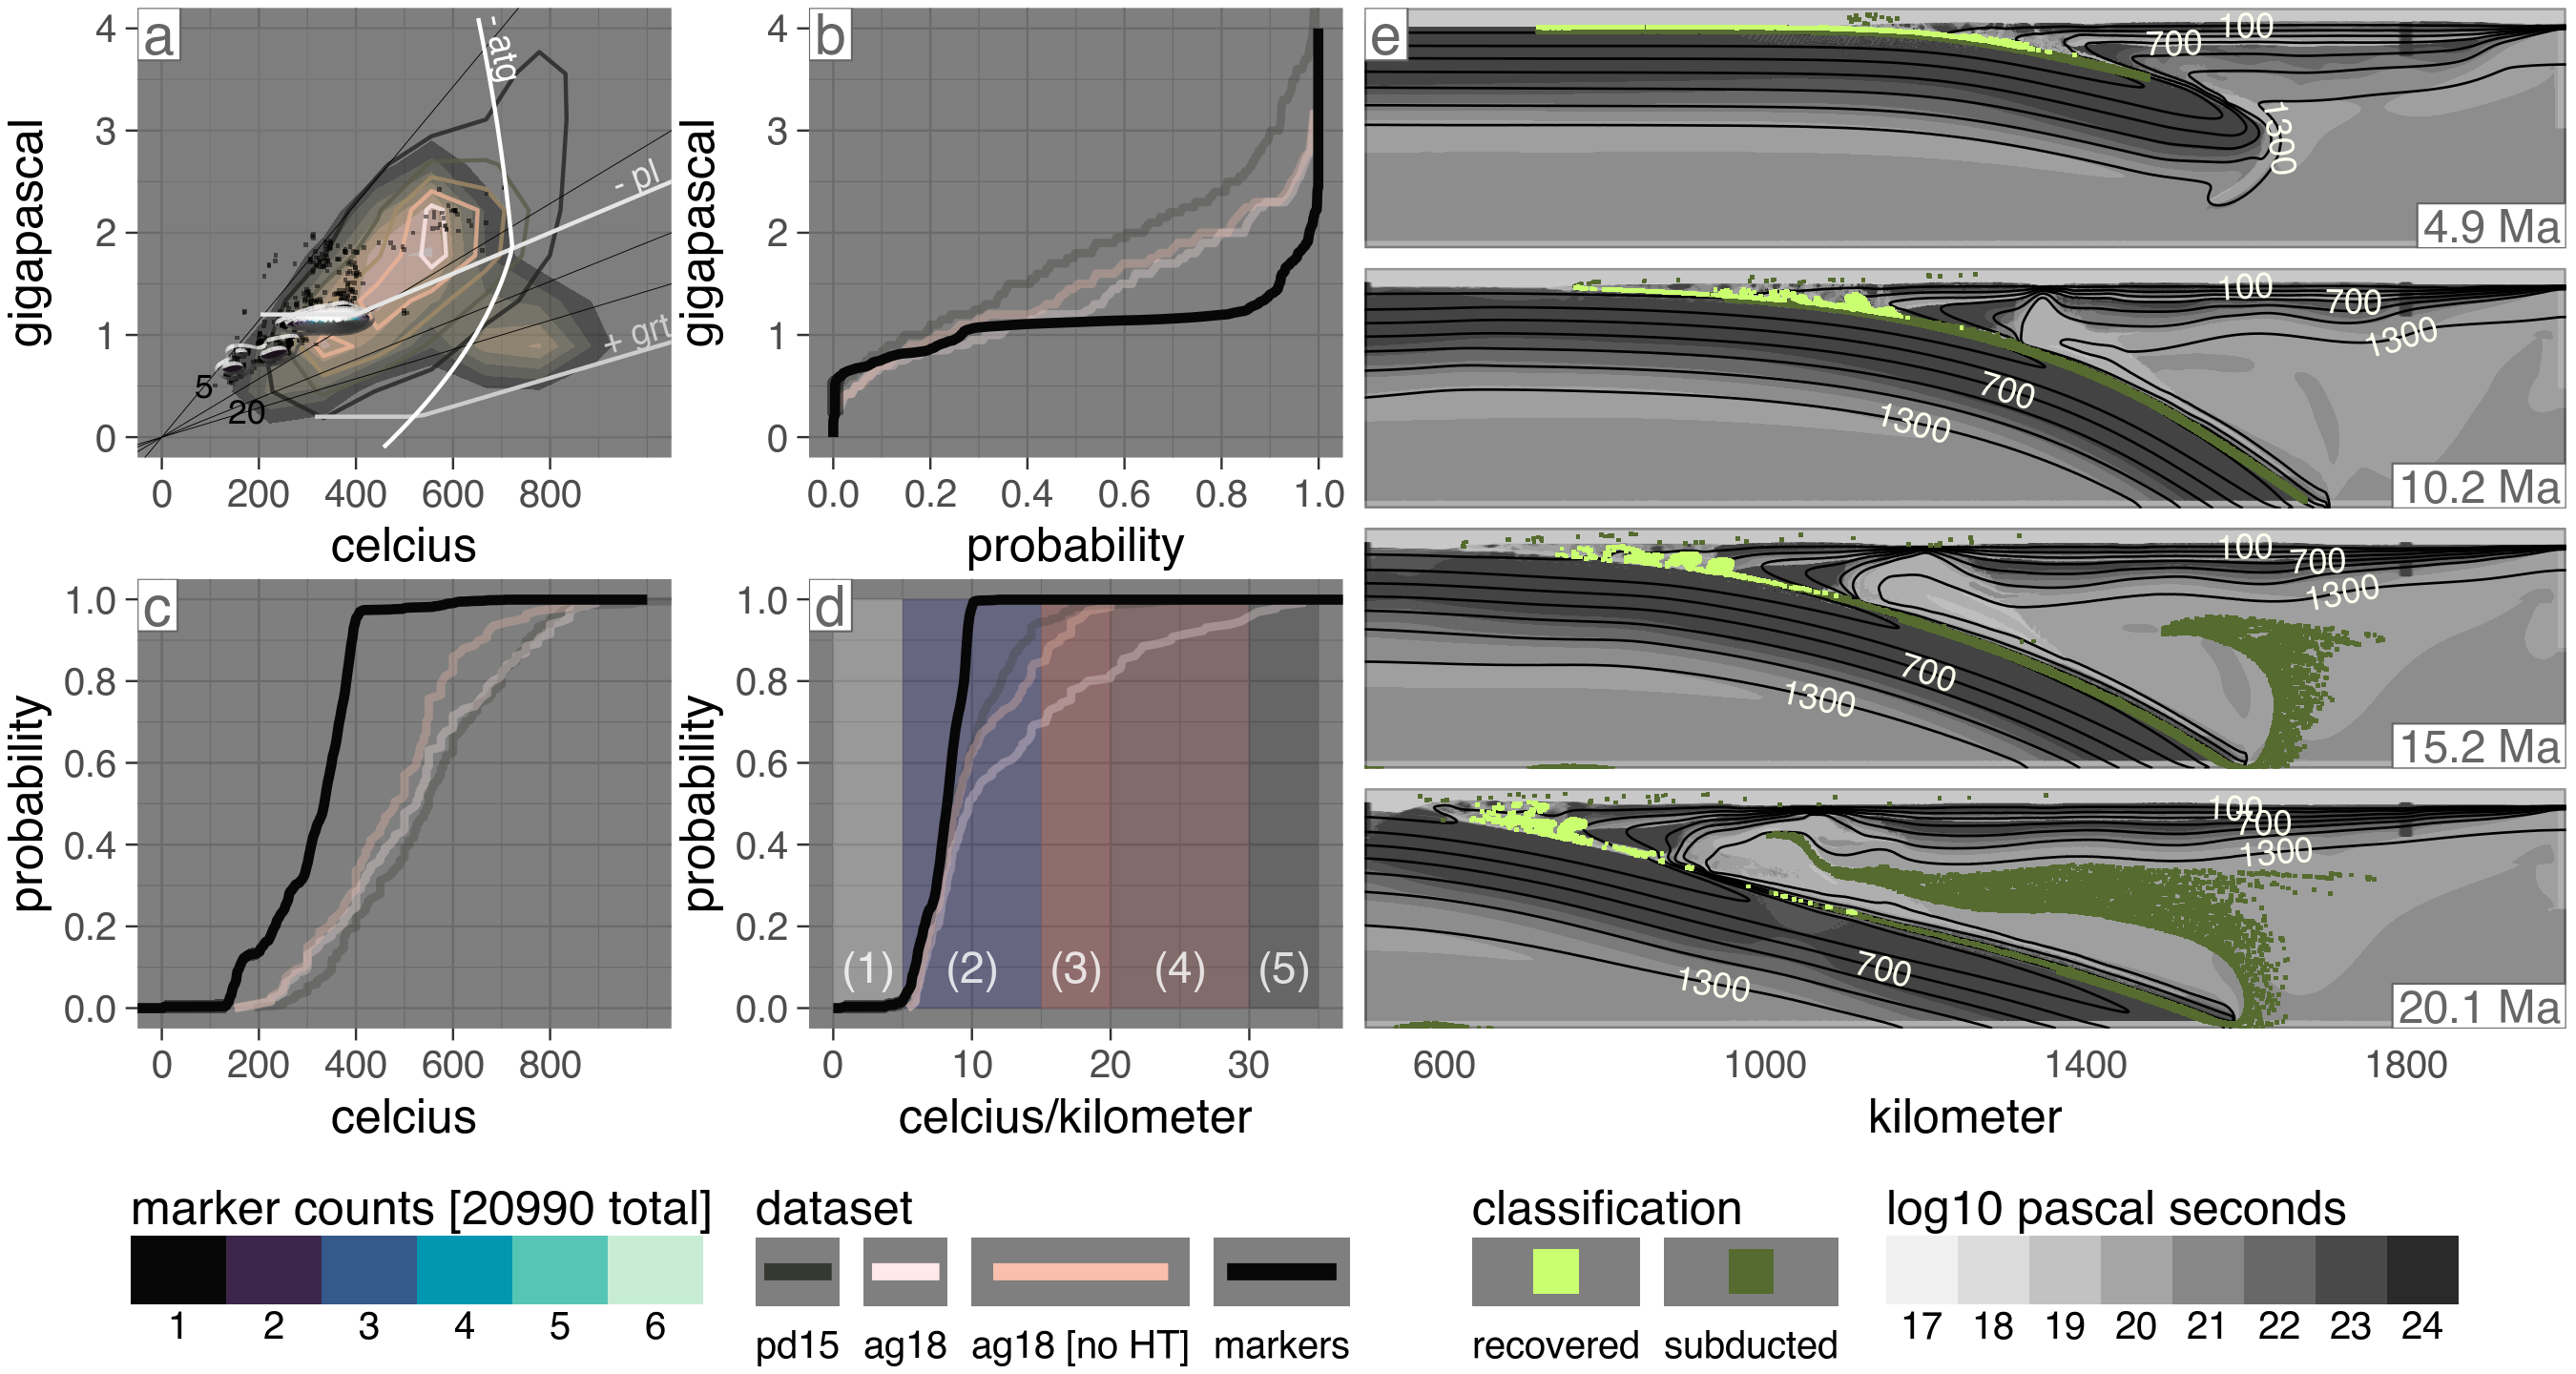 a
4
3
2
1
0
gigapascal
- atg
- pl
+ grt
5
20
0 200 400 600 800
celcius
b
4
3
2
1
0
gigapascal
0.0 0.2 0.4 0.6 0.8 1.0
probability
c
1.0
0.8
0.6
0.4
0.2
0.0
probability
0 200 400 600 800
celcius
d
1.0
0.8
0.6
0.4
0.2
0.0
probability
(1) (2) (3) (4) (5)
0 10 20 30
celcius/kilometer
e
100
700
1300
4.9 Ma
100
700
1300
700
1300
10.2 Ma
100
700
1300
700
1300
15.2 Ma
100
700
1300
700
1300
20.1 Ma
600 1000 1400 1800
kilometer
marker counts [20990 total]
1 2 3 4 5 6
dataset
pd15 ag18 ag18 [no HT] markers
classification
recovered subducted
log10 pascal seconds
17 18 19 20 21 22 23 24